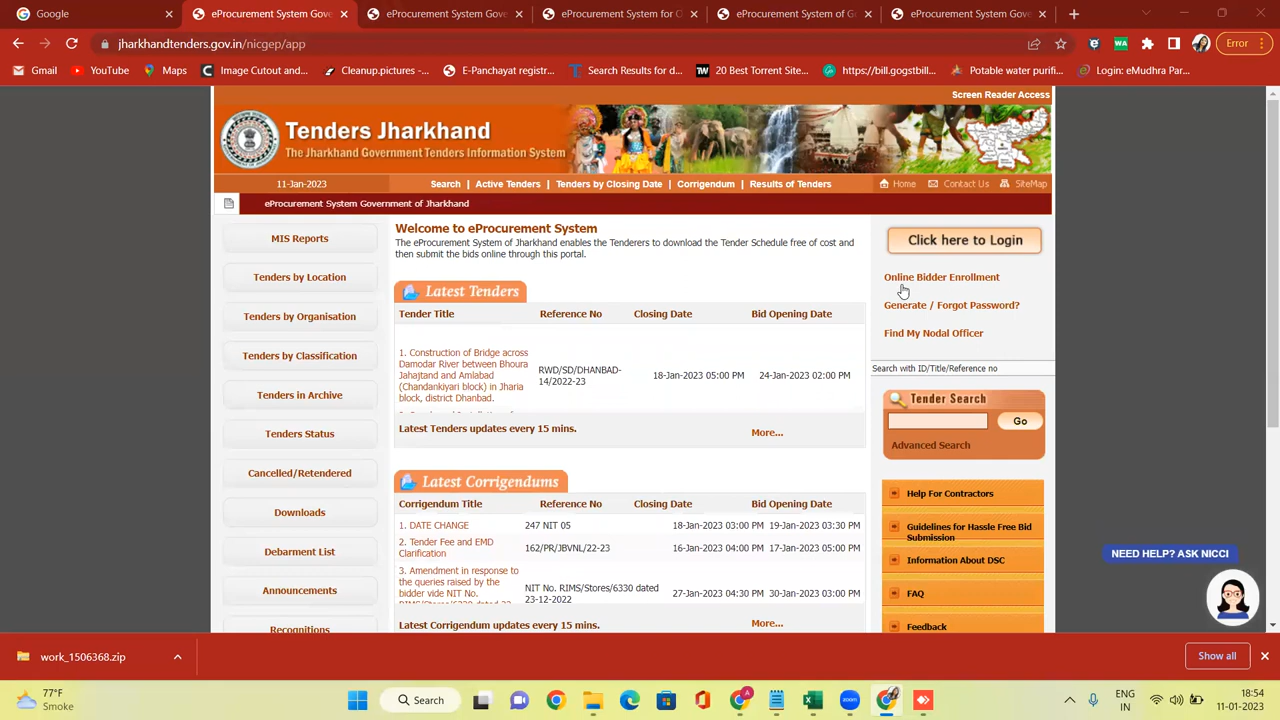 Google
eProcurement System Gove
eProcurement System Gov
eProcurement System for C
eProcurement System of G
eProcurement System Gov
jharkhandtenders.gov.in/nicgep/app
Error
Gmail
YouTube
Maps
Image Cutout and...
Cleanup.pictures -...
E-Panchayat registr...
Search Results for d...
20 Best Torrent Site...
https://bill.gogstbill...
Potable water purifi...
Login: eMudhra Par...
Screen Reader Access
Tenders Jharkhand
The Jharkhand Government Tenders Information System
11-Jan-2023
Search | Active Tenders | Tenders by Closing Date | Corrigendum | Results of Tenders
Home
Contact Us
SiteMap
eProcurement System Government of Jharkhand
MIS Reports
Tenders by Location
Tenders by Organisation
Tenders by Classification
Tenders in Archive
Tenders Status
Cancelled/Retendered
Downloads
Debarment List
Announcements
Recognitions
Welcome to eProcurement System
The eProcurement System of Jharkhand enables the Tenderers to download the Tender Schedule free of cost and
then submit the bids online through this portal.
Latest Tenders
Tender Title Reference No Closing Date Bid Opening Date
1. Construction of Bridge across
Damodar River between Bhoura
Jahajtand and Amlabad
(Chandankiyari block) in Jharia
block, district Dhanbad.
RWD/SD/DHANBAD-
14/2022-23
18-Jan-2023 05:00 PM 24-Jan-2023 02:00 PM
Latest Tenders updates every 15 mins.
More...
Latest Corrigendums
Corrigendum Title Reference No Closing Date Bid Opening Date
1. DATE CHANGE 247 NIT 05 18-Jan-2023 03:00 PM 19-Jan-2023 03:30 PM
2. Tender Fee and EMD
Clarification
162/PR/JBVNL/22-23 16-Jan-2023 04:00 PM 17-Jan-2023 05:00 PM
3. Amendment in response to
the queries raised by the
bidder vide NIT No.
RIMS/Stores/6330 dated 23
NIT No. RIMS/Stores/6330 dated
23-12-2022
27-Jan-2023 04:30 PM 30-Jan-2023 03:00 PM
Latest Corrigendum updates every 15 mins.
More...
Click here to Login
Online Bidder Enrollment
Generate / Forgot Password?
Find My Nodal Officer
Search with ID/Title/Reference no
Tender Search
Go
Advanced Search
Help For Contractors
Guidelines for Hassle Free Bid
Submission
Information About DSC
FAQ
Feedback
NEED HELP? ASK NICCI
work_1506368.zip
Show all
77°F
Smoke
Search
ENG
IN
18:54
11-01-2023